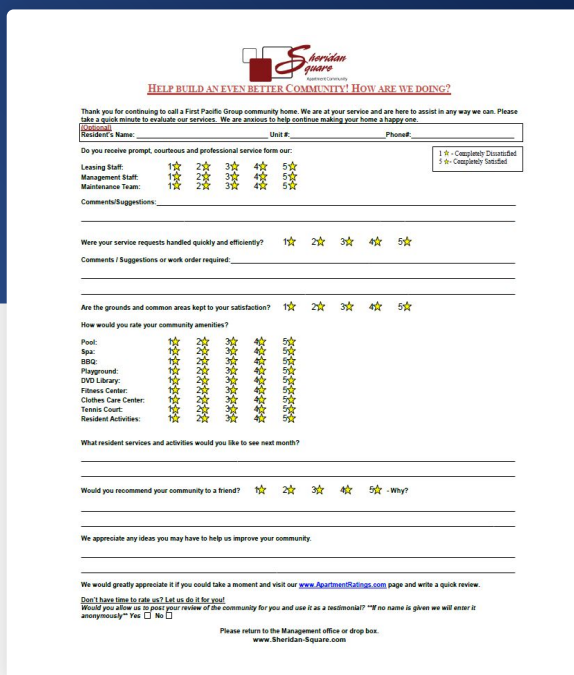 Sheridan
Square
Apartment Community
HELP BUILD AN EVEN BETTER COMMUNITY! HOW ARE WE DOING?
Thank you for continuing to call a First Pacific Group community home. We are at your service and are here to assist in any way we can. Please
take a quick minute to evaluate our services. We are anxious to help continue making your home a happy one.
(Optional)
Resident's Name: Unit #: Phone#:
Do you receive prompt, courteous and professional service form our:
1 ☆ - Completely Dissatisfied
5 ☆- Completely Satisfied
Leasing Staff: 1☆ 2☆ 3☆ 4☆ 5☆
Management Staff: 1☆ 2☆ 3☆ 4☆ 5☆
Maintenance Team: 1☆ 2☆ 3☆ 4☆ 5☆
Comments/Suggestions:
Were your service requests handled quickly and efficiently? 1☆ 2☆ 3☆ 4☆ 5☆
Comments / Suggestions or work order required:
Are the grounds and common areas kept to your satisfaction? 1☆ 2☆ 3☆ 4☆ 5☆
How would you rate your community amenities?
Pool: 1☆ 2☆ 3☆ 4☆ 5☆
Spa: 1☆ 2☆ 3☆ 4☆ 5☆
BBQ: 1☆ 2☆ 3☆ 4☆ 5☆
Playground: 1☆ 2☆ 3☆ 4☆ 5☆
DVD Library: 1☆ 2☆ 3☆ 4☆ 5☆
Fitness Center: 1☆ 2☆ 3☆ 4☆ 5☆
Clothes Care Center: 1☆ 2☆ 3☆ 4☆ 5☆
Tennis Court: 1☆ 2☆ 3☆ 4☆ 5☆
Resident Activities: 1☆ 2☆ 3☆ 4☆ 5☆
What resident services and activities would you like to see next month?
Would you recommend your community to a friend? 1☆ 2☆ 3☆ 4☆ 5☆ - Why?
We appreciate any ideas you may have to help us improve your community.
We would greatly appreciate it if you could take a moment and visit our www.ApartmentRatings.com page and write a quick review.
Don't have time to rate us? Let us do it for you!
Would you allow us to post your review of the community for you and use it as a testimonial? **If no name is given we will enter it
anonymously** Yes ☐ No ☐
Please return to the Management office or drop box.
www.Sheridan-Square.com